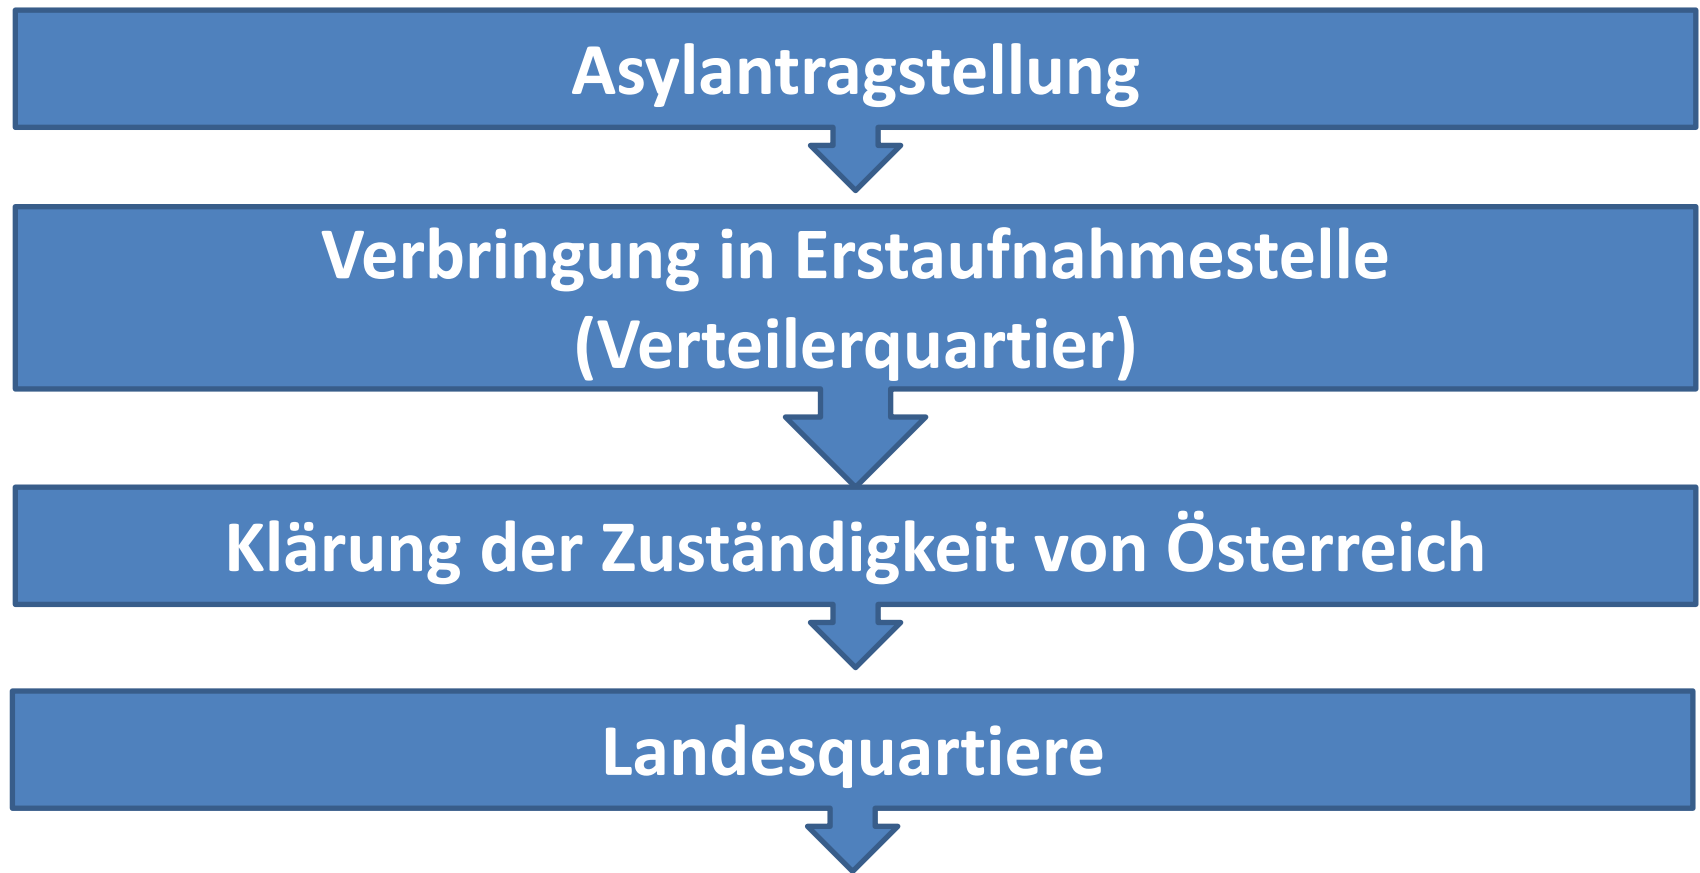 Asylantragstellung
Verbringung in Erstaufnahmestelle
(Verteilerquartier)
Klärung der Zuständigkeit von Österreich
Landesquartiere